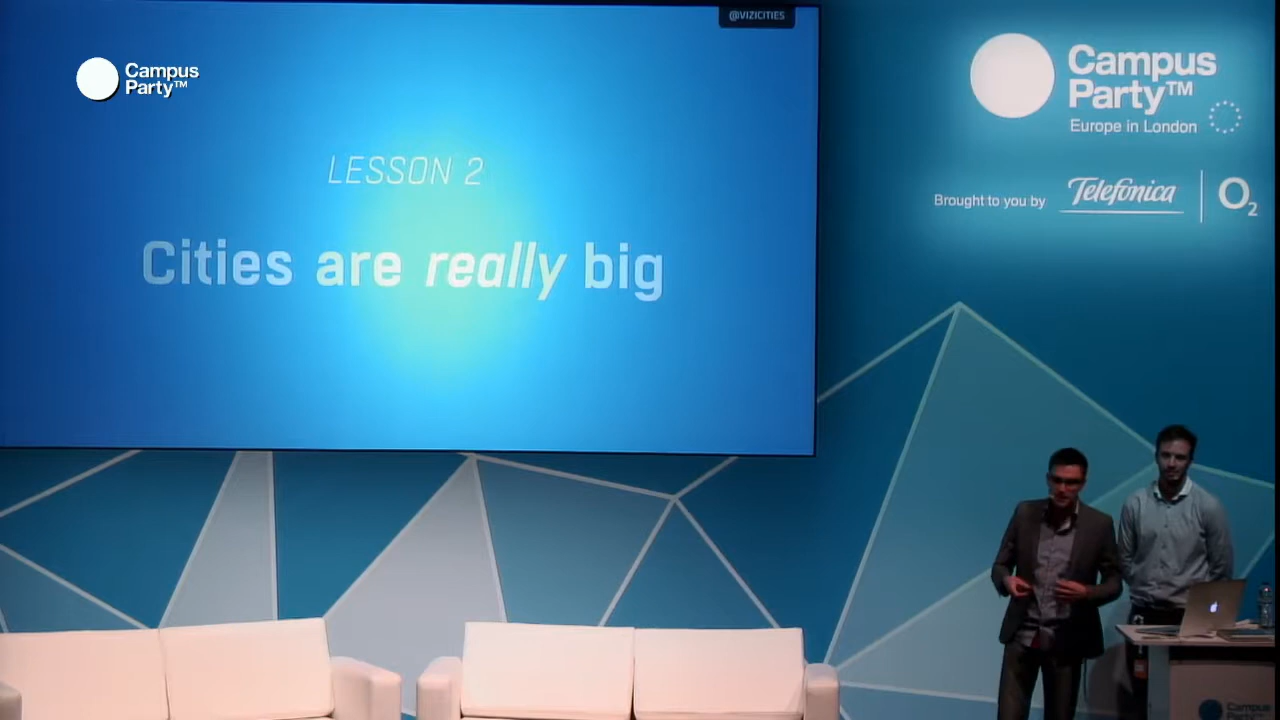 @VIZICITIES
Campus
Party™
LESSON 2
Cities are really big
Campus
Party™
Europe in London
Brought to you by
Telefónica
O2
Campus